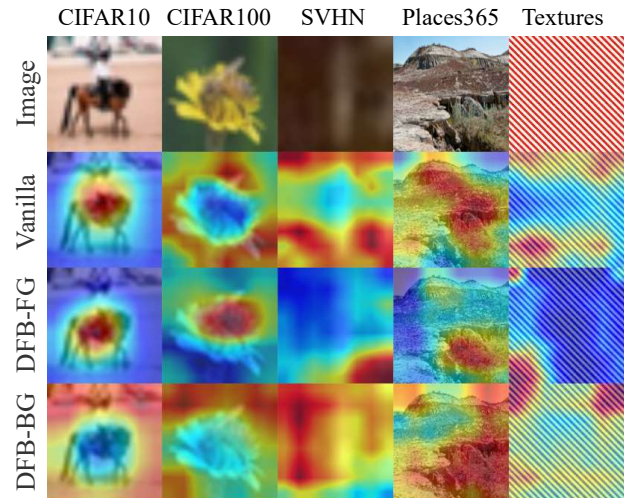 CIFAR10 CIFAR100 SVHN Places365 Textures
Image
Vanilla
DFB-FG
DFB-BG